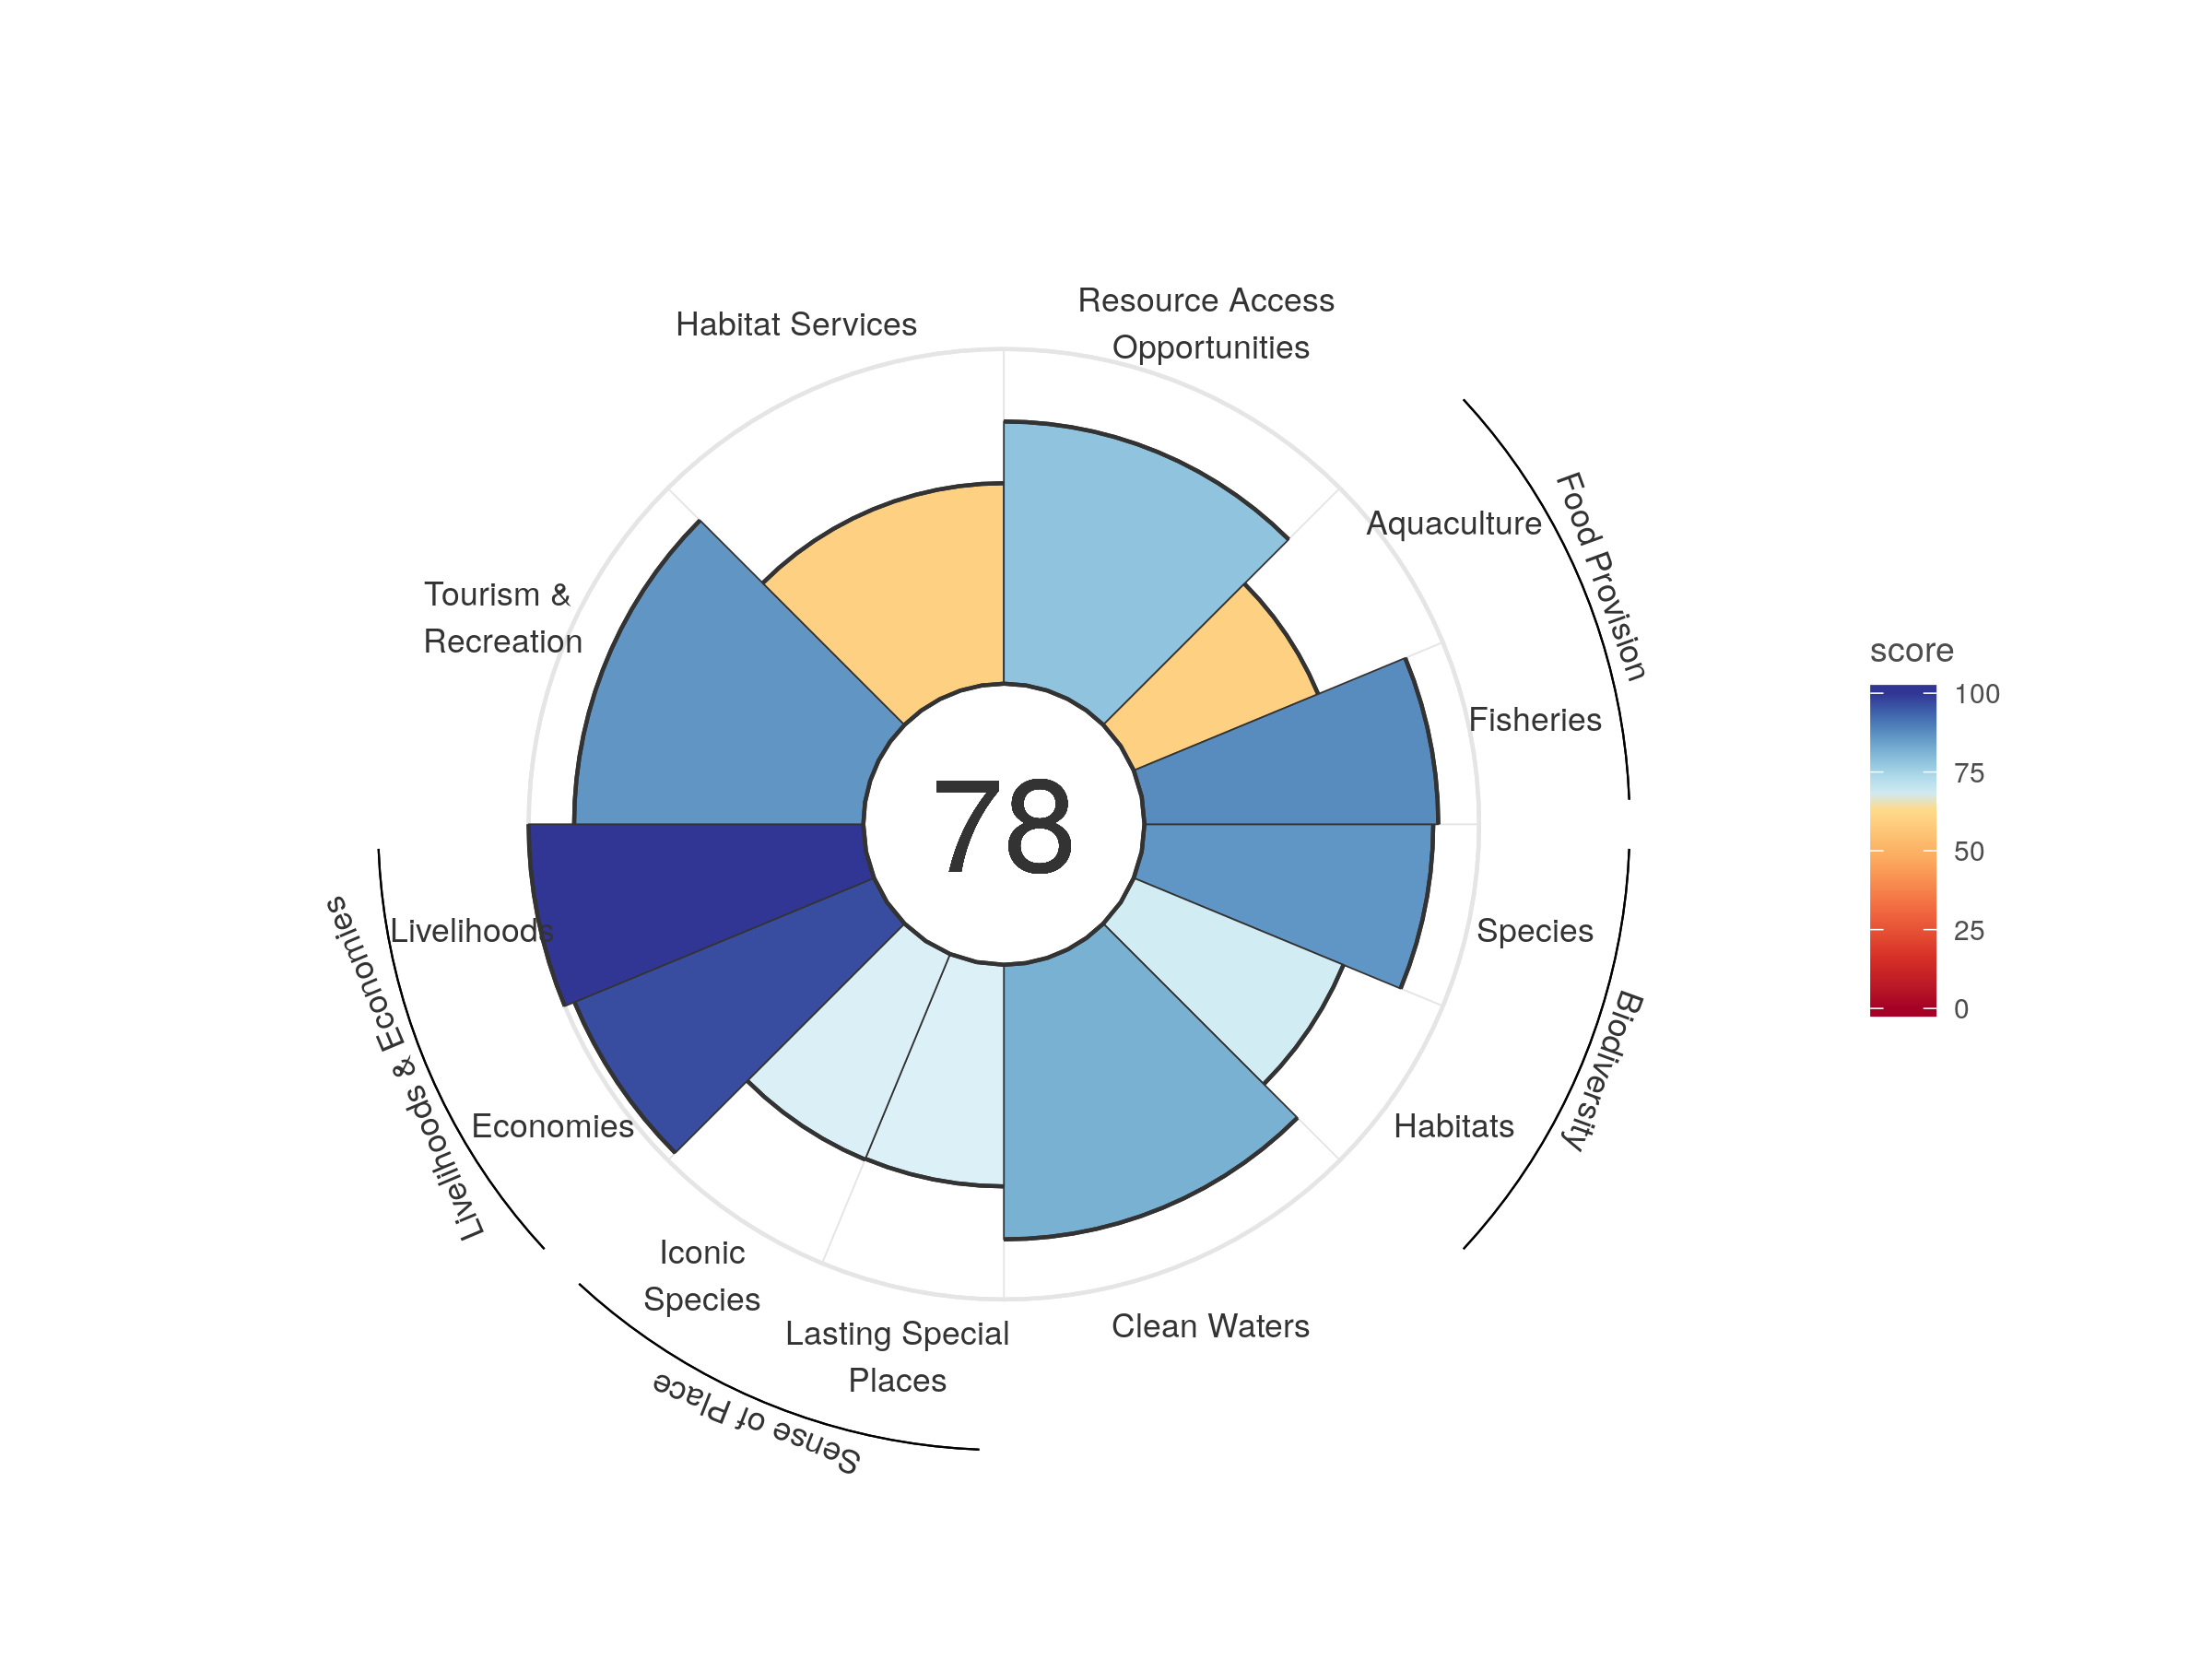 Resource Access
Opportunities
Habitat Services
Aquaculture
Food Provision
Tourism &
Recreation
Fisheries
score
100
75
50
25
0
78
Livelihoods
Species
Livelihoods & Economies
Biodiversity
Economies
Habitats
Iconic
Species
Lasting Special
Places
Clean Waters
Sense of Place